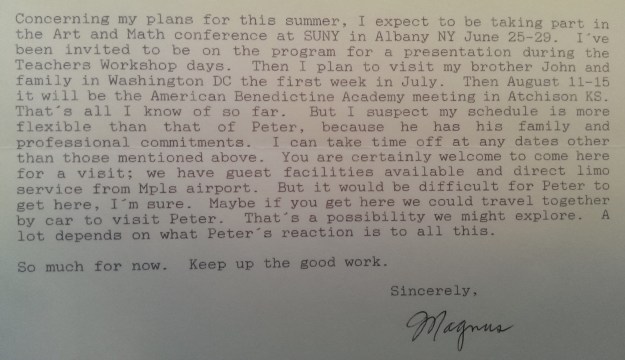 Concerning my plans for this summer, I expect to be taking part in
the Art and Math conference at SUNY in Albany NY June 25-29.  I´ve
been invited to be on the program for a presentation during the
Teachers Workshop days.  Then I plan to visit my brother John and
family in Washington DC the first week in July.  Then August 11-15
it will be the American Benedictine Academy meeting in Atchison KS.
That´s all I know of so far.  But I suspect my schedule is more
flexible than that of Peter, because he has his family and
professional commitments.  I can take time off at any dates other
than those mentioned above.  You are certainly welcome to come here
for a visit; we have guest facilities available and direct limo
service from Mpls airport.  But it would be difficult for Peter to
get here, I´m sure.  Maybe if you get here we could travel together
by car to visit Peter.  That´s a possibility we might explore.  A
lot depends on what Peter´s reaction is to all this.
So much for now.  Keep up the good work.
Sincerely,
Magnus